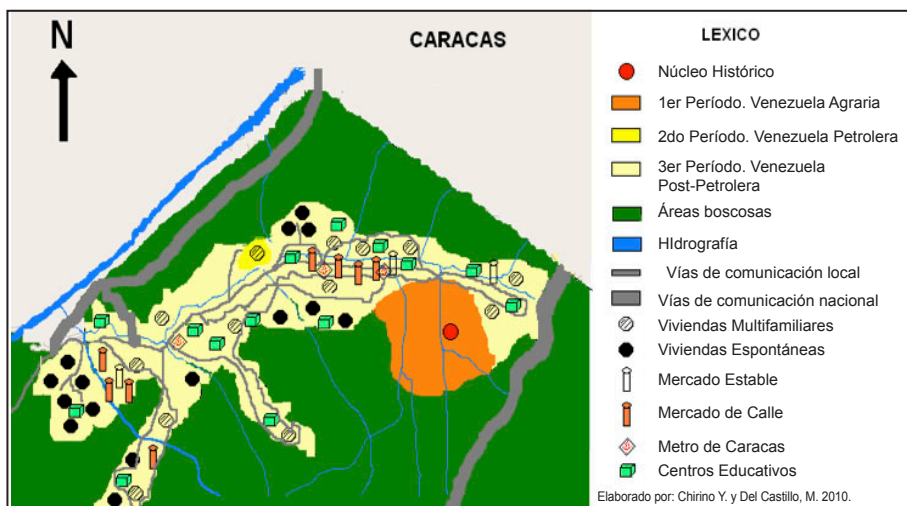 N
CARACAS
LEXICO
Núcleo Histórico
1er Período. Venezuela Agraria
2do Período. Venezuela Petrolera
3er Período. Venezuela
Post-Petrolera
Áreas boscosas
HIdrografía
Vías de comunicación local
Vías de comunicación nacional
Viviendas Multifamiliares
Viviendas Espontáneas
Mercado Estable
Mercado de Calle
Metro de Caracas
Centros Educativos
Elaborado por: Chirino Y. y Del Castillo, M. 2010.